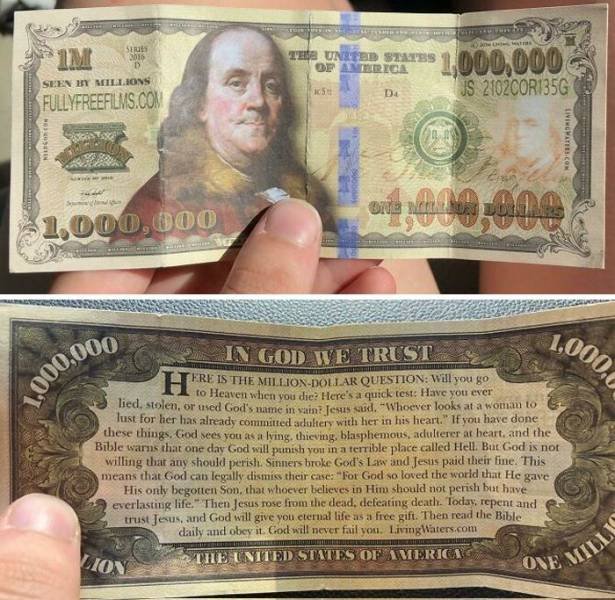 1M
SERIES
2016
D
SEEN BY MILLIONS
FULLYFREEFILMS.COM
THE UNITED STATES
OF AMERICA
1,000,000
JS 2102COR135G
D4
LIVINGWATERS.COM
Department of Eternal Affairs
1,000,000
ONE MILLION DOLLARS
1,000,000
1,000,000
IN GOD WE TRUST
1,000,
HERE IS THE MILLION-DOLLAR QUESTION: Will you go
to Heaven when you die? Here's a quick test: Have you ever
lied, stolen, or used God's name in vain? Jesus said, "Whoever looks at a woman to
lust for her has already committed adultery with her in his heart." If you have done
these things, God sees you as a lying, thieving, blasphemous, adulterer at heart, and the
Bible warns that one day God will punish you in a terrible place called Hell. But God is not
willing that any should perish. Sinners broke God's Law and Jesus paid their fine. This
means that God can legally dismiss their case: "For God so loved the world that He gave
His only begotten Son, that whoever believes in Him should not perish but have
everlasting life." Then Jesus rose from the dead, defeating death. Today, repent and
trust Jesus, and God will give you eternal life as a free gift. Then read the Bible
daily and obey it. God will never fail you. LivingWaters.com
LION
THE UNITED STATES OF AMERICA
ONE MILL